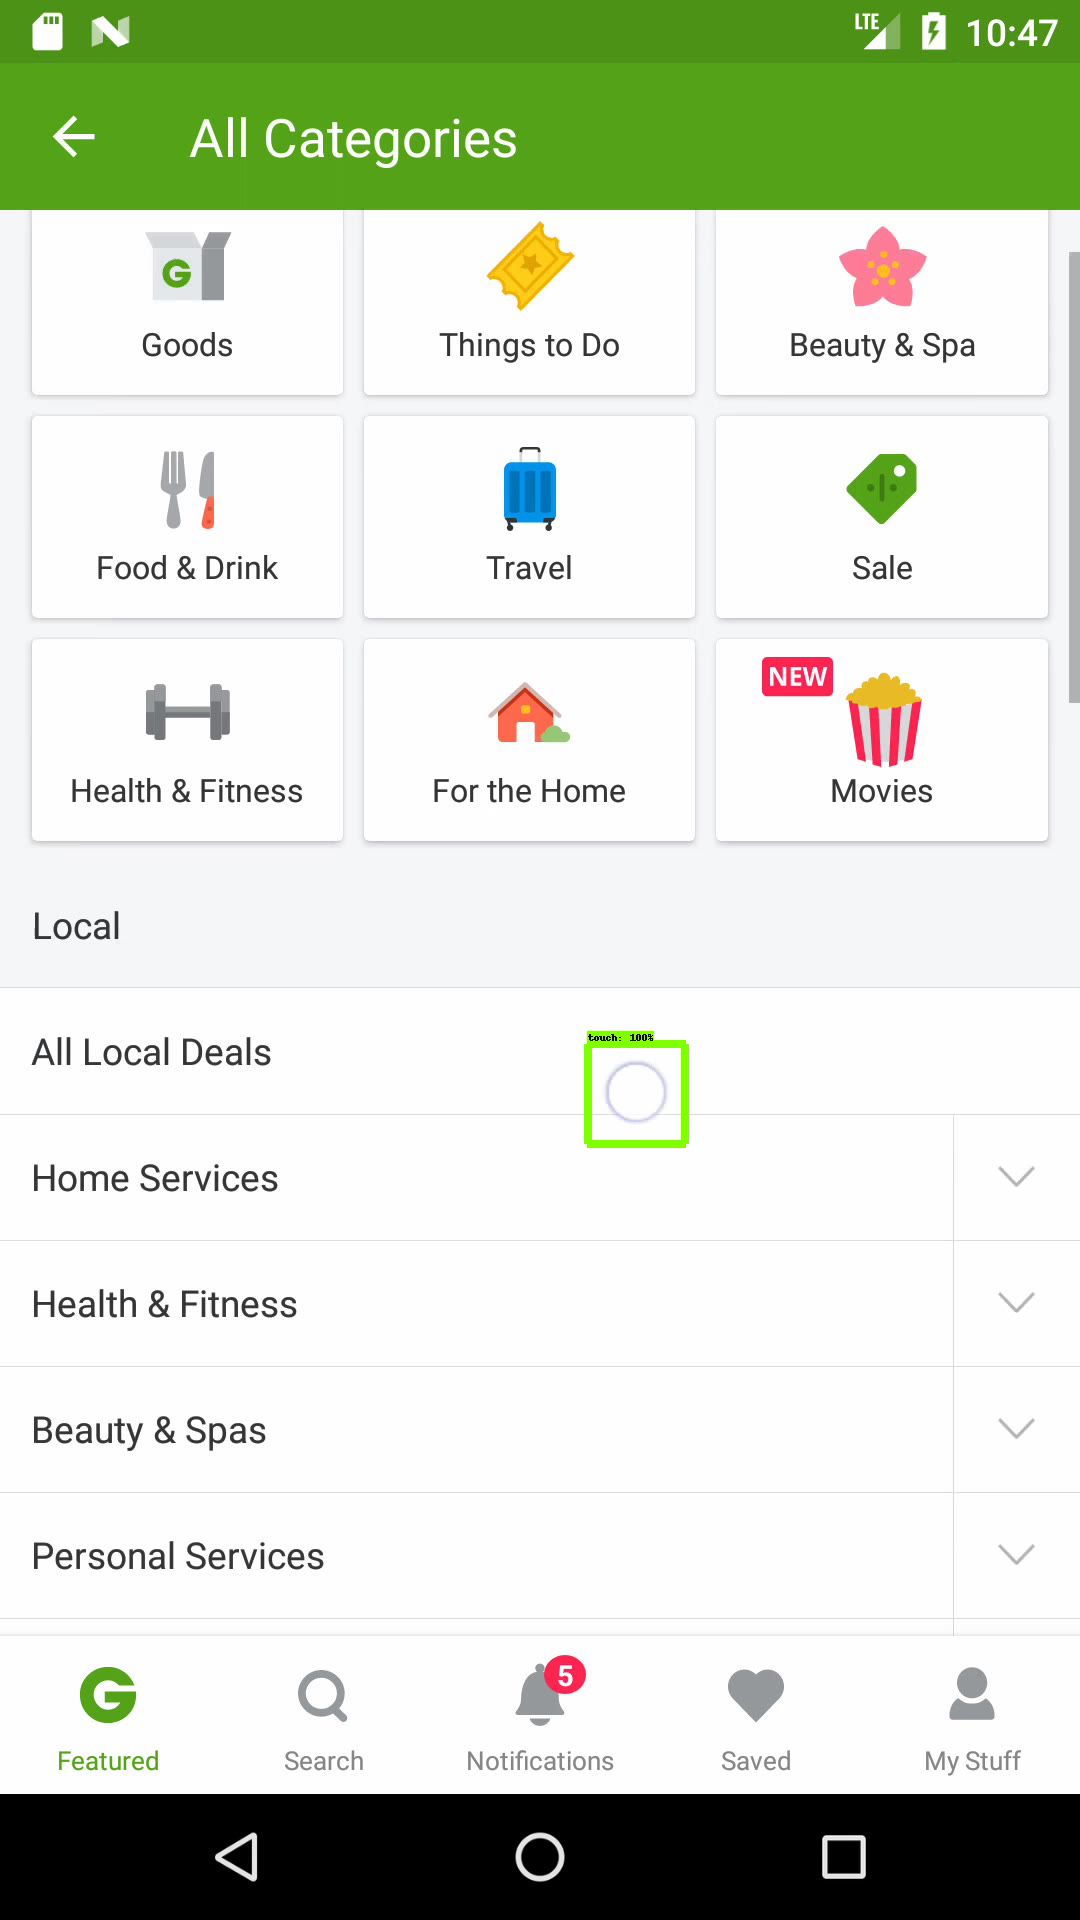 LTE 10:47
All Categories
Goods
Things to Do
Beauty & Spa
Food & Drink
Travel
Sale
Health & Fitness
For the Home
NEW
Movies
Local
touch: 100%
All Local Deals
Home Services
Health & Fitness
Beauty & Spas
Personal Services
5
Featured
Search
Notifications
Saved
My Stuff